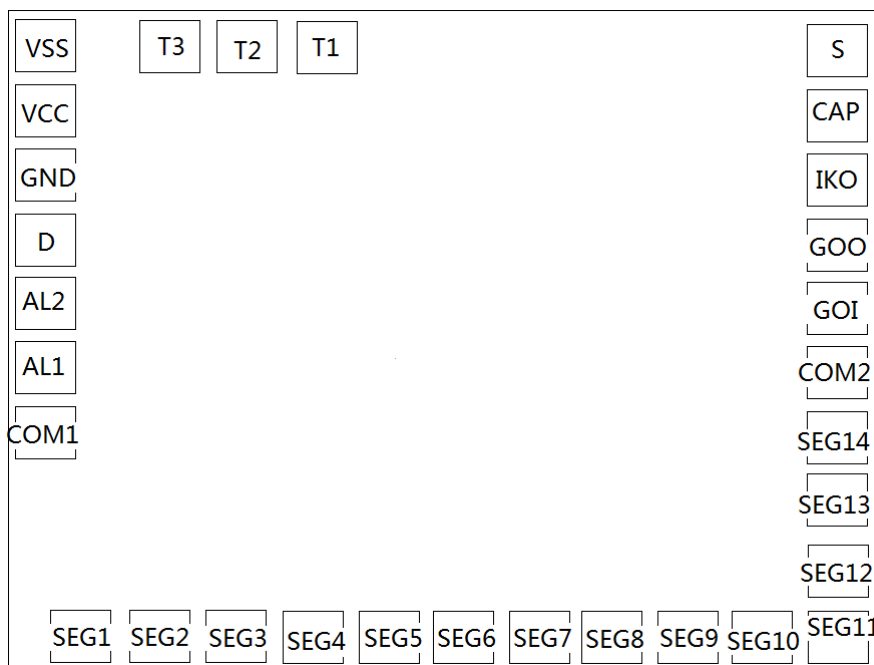 VSS
T3
T2
T1
S
VCC
CAP
GND
IKO
D
GOO
AL2
GOI
AL1
COM2
COM1
SEG14
SEG13
SEG12
SEG1
SEG2
SEG3
SEG4
SEG5
SEG6
SEG7
SEG8
SEG9
SEG10
SEG11